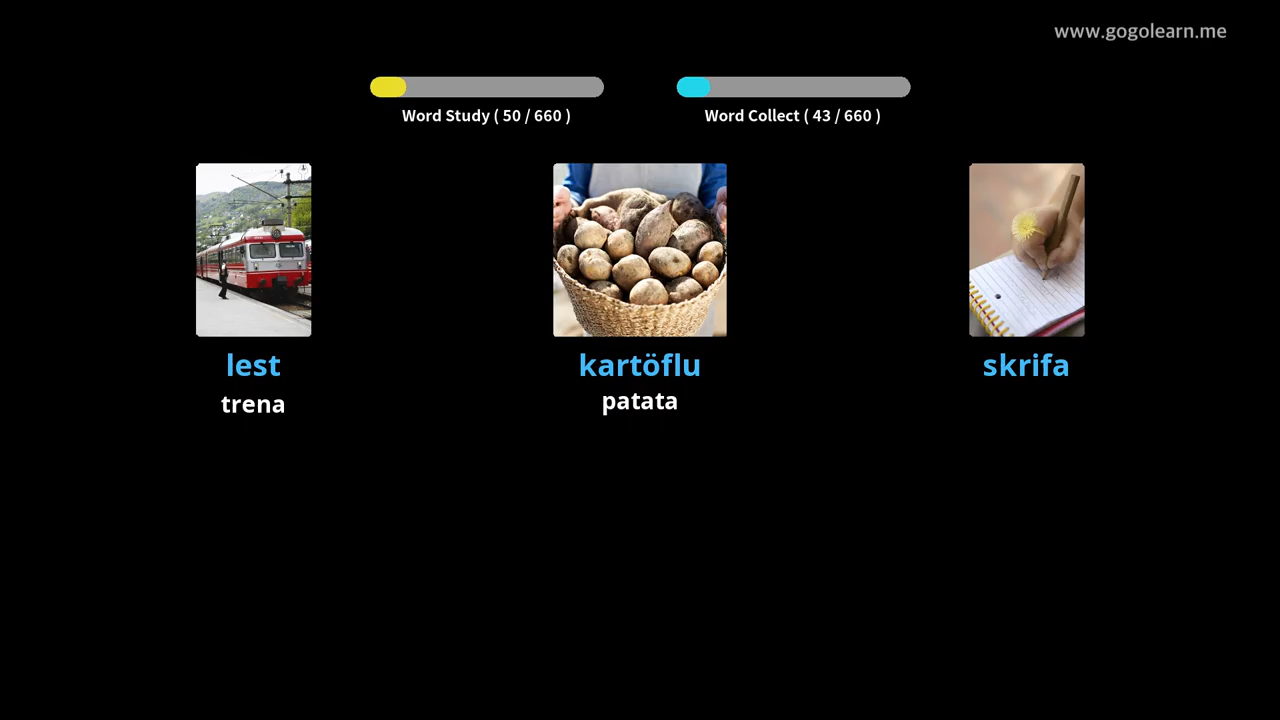 www.gogolearn.me
Word Study ( 50 / 660 )
Word Collect ( 43 / 660 )
lest
trena
kartöflu
patata
skrifa